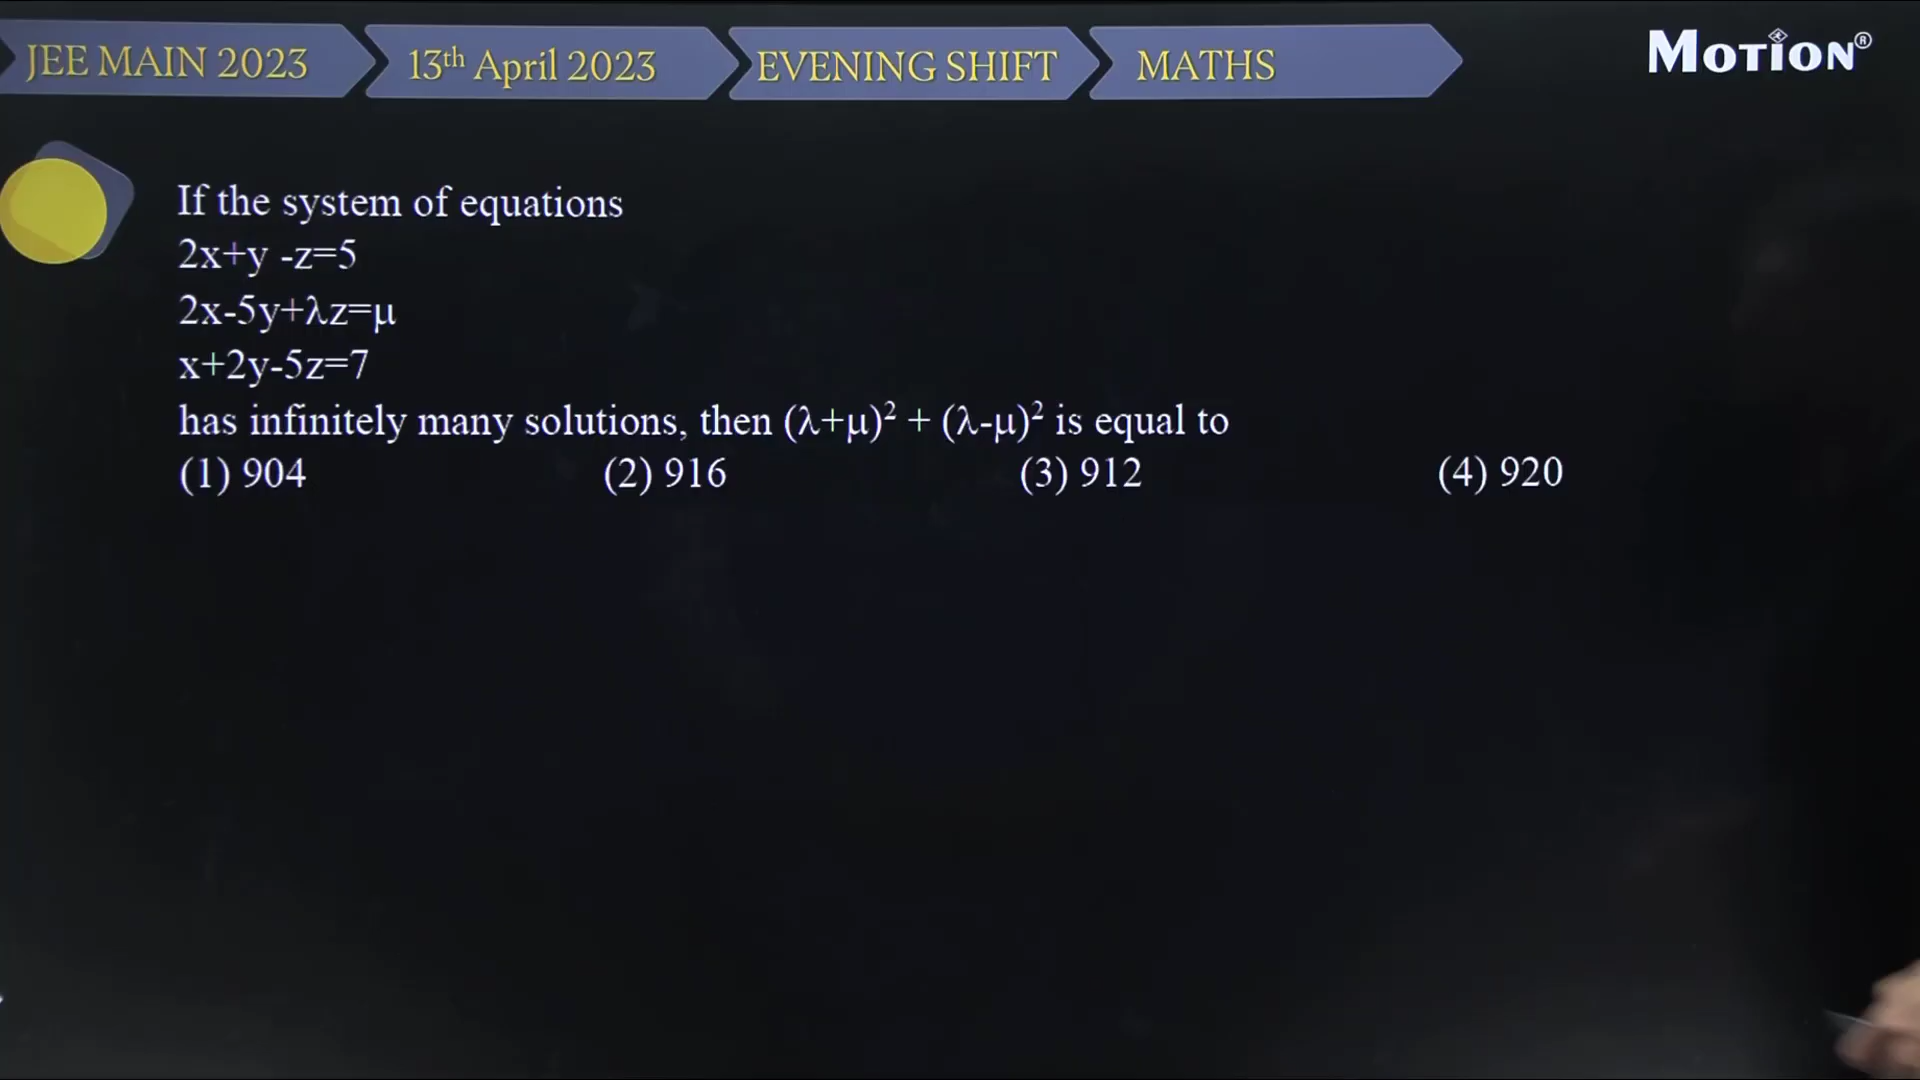 JEE MAIN 2023 13th April 2023 EVENING SHIFT MATHS MOTION®
If the system of equations
2x+y -z=5
2x-5y+λz=μ
x+2y-5z=7
has infinitely many solutions, then (λ+μ)² + (λ-μ)² is equal to
(1) 904 (2) 916 (3) 912 (4) 920